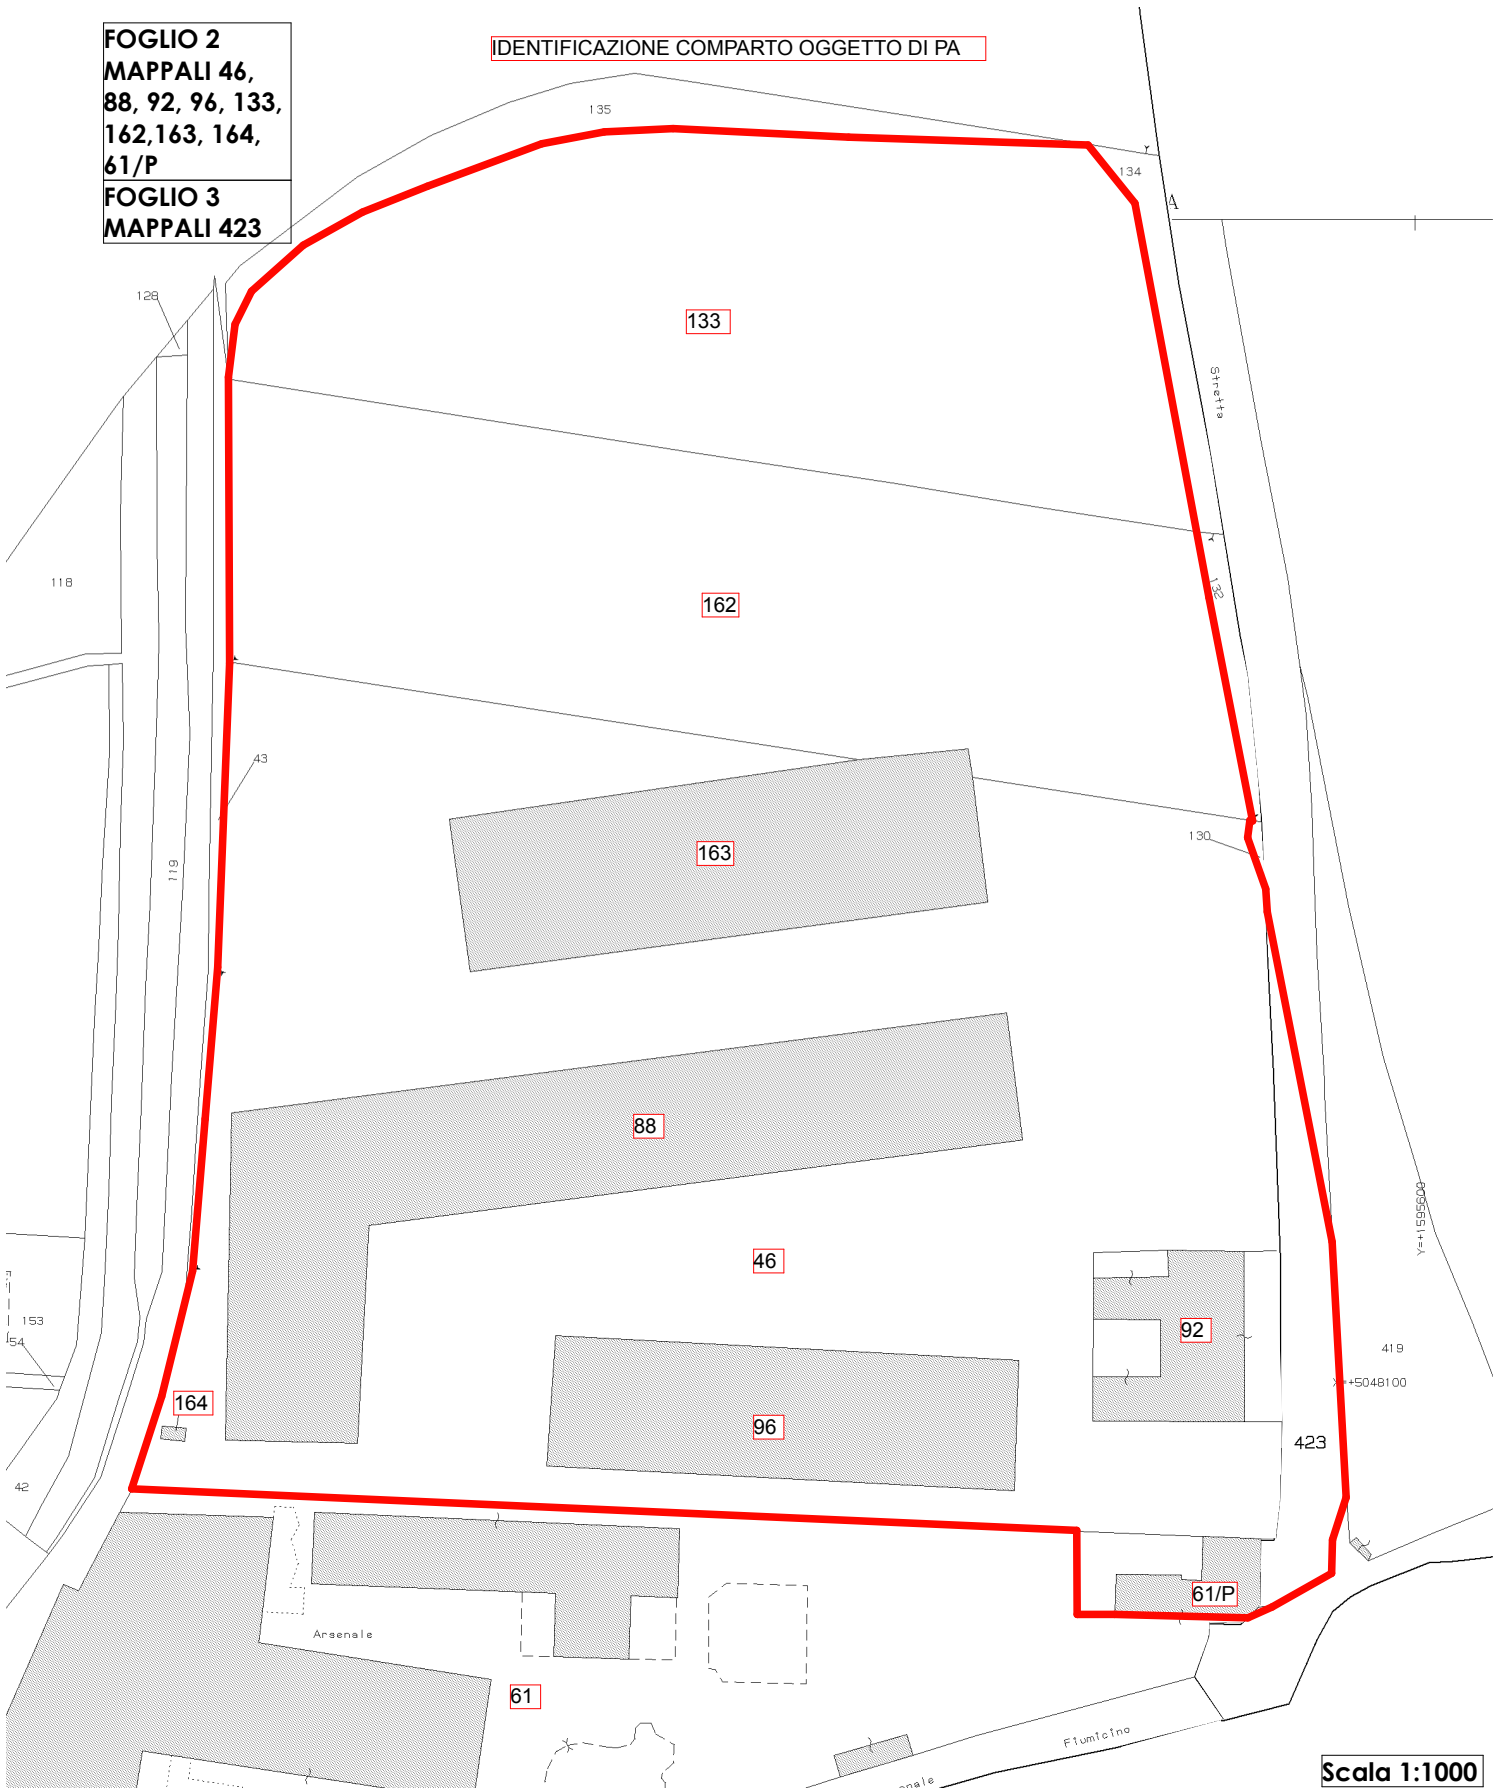 FOGLIO 2
MAPPALI 46,
88, 92, 96, 133,
162,163, 164,
61/P
FOGLIO 3
MAPPALI 423
IDENTIFICAZIONE COMPARTO OGGETTO DI PA
135
134
A
128
133
Stretta
118
162
132
43
130
163
119
88
Y=+1595600
46
153
54
92
419
+5048100
164
96
423
42
61/P
Arsenale
61
Fiumicino
Scala 1:1000